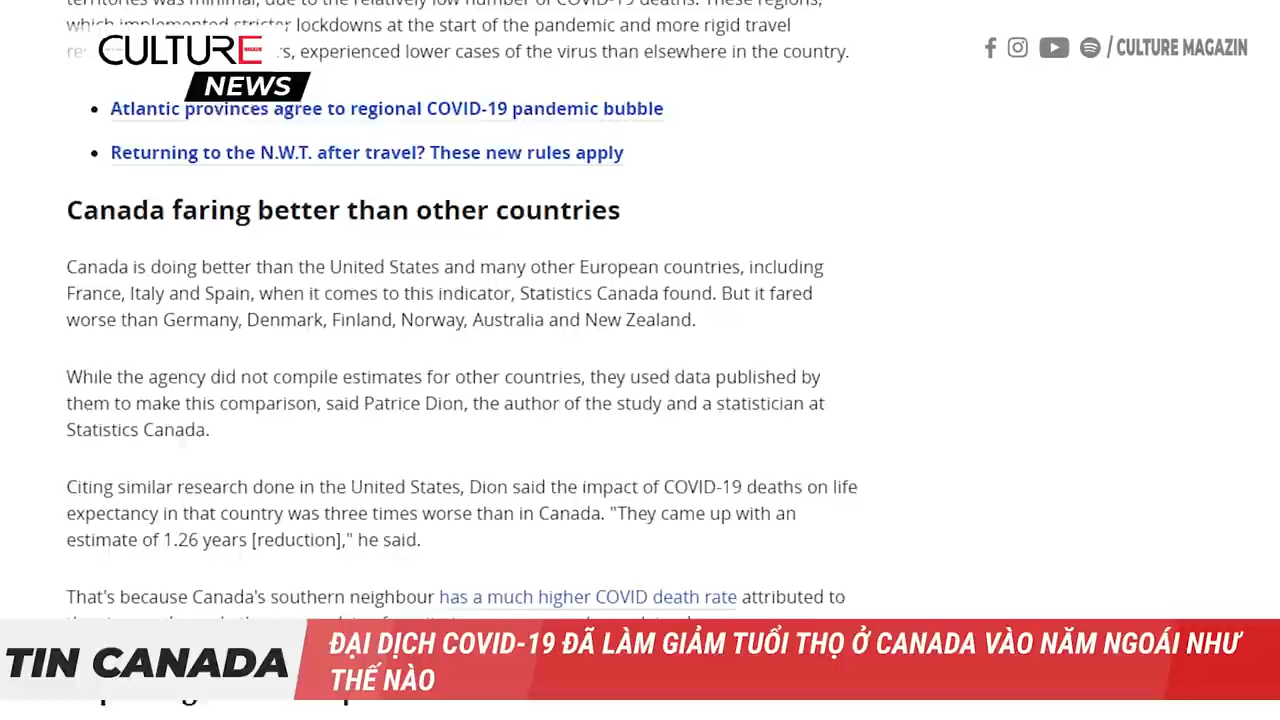 territories was minimal, due to the relatively low number of COVID-19 deaths. These regions,
which implemented stricter lockdowns at the start of the pandemic and more rigid travel
experienced lower cases of the virus than elsewhere in the country.
CULTURE
NEWS
/ CULTURE MAGAZIN
Atlantic provinces agree to regional COVID-19 pandemic bubble
Returning to the N.W.T. after travel? These new rules apply
Canada faring better than other countries
Canada is doing better than the United States and many other European countries, including
France, Italy and Spain, when it comes to this indicator, Statistics Canada found. But it fared
worse than Germany, Denmark, Finland, Norway, Australia and New Zealand.
While the agency did not compile estimates for other countries, they used data published by
them to make this comparison, said Patrice Dion, the author of the study and a statistician at
Statistics Canada.
Citing similar research done in the United States, Dion said the impact of COVID-19 deaths on life
expectancy in that country was three times worse than in Canada. "They came up with an
estimate of 1.26 years [reduction]," he said.
That's because Canada's southern neighbour has a much higher COVID death rate attributed to
TIN CANADA
ĐẠI DỊCH COVID-19 ĐÃ LÀM GIẢM TUỔI THỌ Ở CANADA VÀO NĂM NGOÁI NHƯ
THẾ NÀO